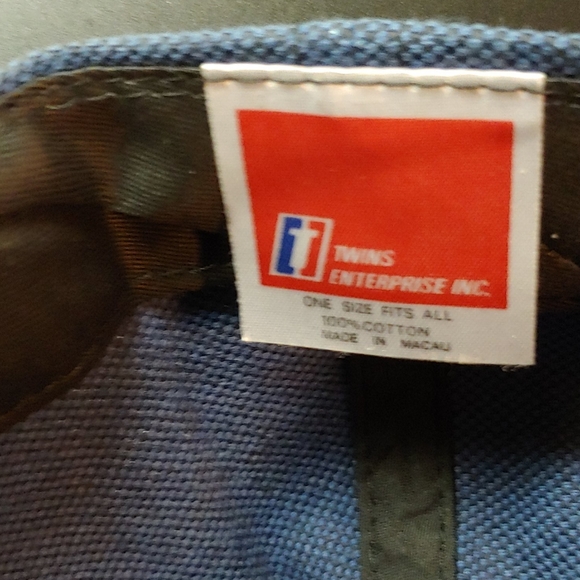 T
TWINS
ENTERPRISE INC.
ONE SIZE FITS ALL
100% COTTON
MADE IN MACAU